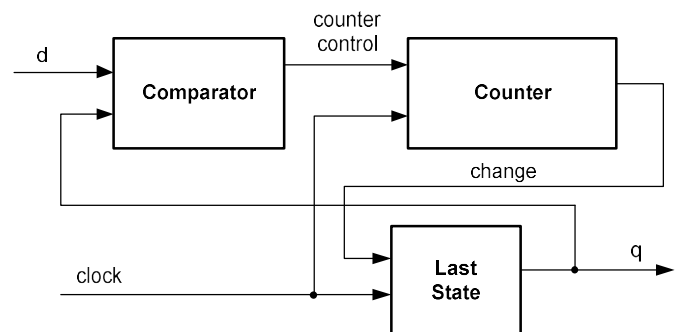 counter
control
d
Comparator
Counter
change
q
clock
Last
State